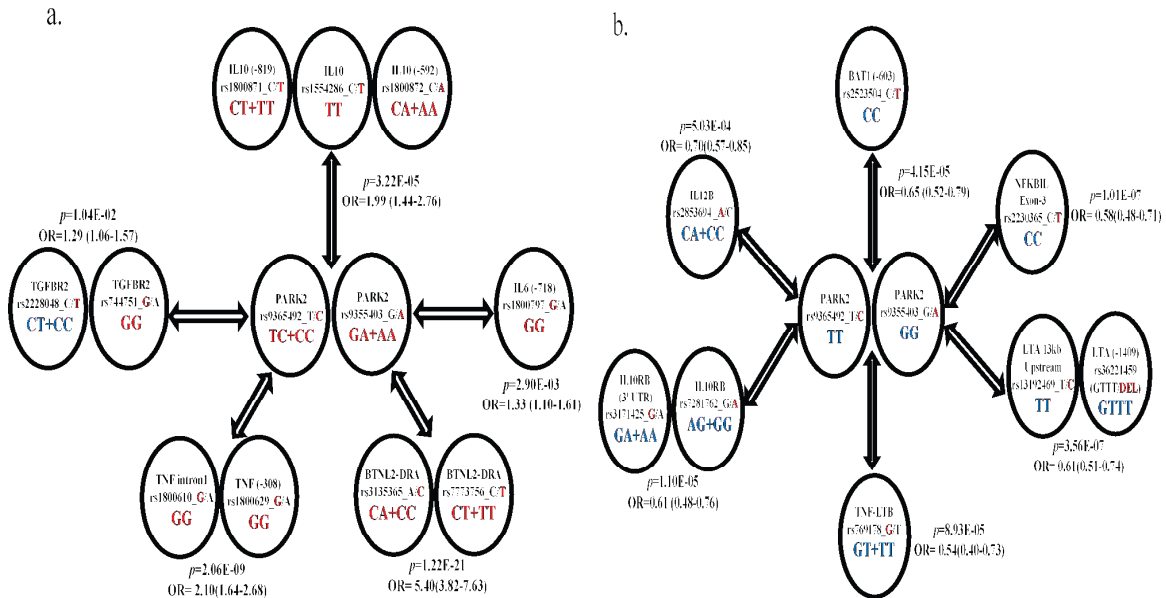 a.
IL10 (-819)
rs1800871_C/T
CT+TT
IL10
rs1554286_C/T
TT
IL10 (-592)
rs1800872_C/A
CA+AA
p=3.22E-05
OR=1.99 (1.44-2.76)
p=1.04E-02
OR=1.29 (1.06-1.57)
TGFBR2
rs2228048_C/T
CT+CC
TGFBR2
rs744751_G/A
GG
PARK2
rs9365492_T/C
TC+CC
PARK2
rs9355403_G/A
GA+AA
IL6 (-718)
rs1800797_G/A
GG
p=2.90E-03
OR=1.33 (1.10-1.61)
TNF intron1
rs1800610_G/A
GG
TNF (-308)
rs1800629_G/A
GG
p=2.06E-09
OR= 2.10(1.64-2.68)
BTNL2-DRA
rs3135365_A/C
CA+CC
BTNL2-DRA
rs7773756_C/T
CT+TT
p=1.22E-21
OR= 5.40(3.82-7.63)
b.
BAT1 (-603)
rs2523504_C/T
CC
p=4.15E-05
OR=0.65 (0.52-0.79)
p=5.03E-04
OR= 0.70(0.57-0.85)
IL12B
rs2853694_A/C
CA+CC
NFKBIL
Exon-3
rs2230365_C/T
CC
p=1.01E-07
OR= 0.58(0.48-0.71)
PARK2
rs9365492_T/C
TT
PARK2
rs9355403_G/A
GG
IL10RB
(3' UTR)
rs3171425_G/A
GA+AA
IL10RB
rs7281762_G/A
AG+GG
p=1.10E-05
OR=0.61 (0.48-0.76)
LTA 13kb
Upstream
rs13192469_T/C
TT
LTA (-1409)
rs36221459
(GTTT/DEL)
GTTT
p=3.56E-07
OR= 0.61(0.51-0.74)
TNF-LTB
rs769178_G/T
GT+TT
p=8.93E-05
OR= 0.54(0.40-0.73)